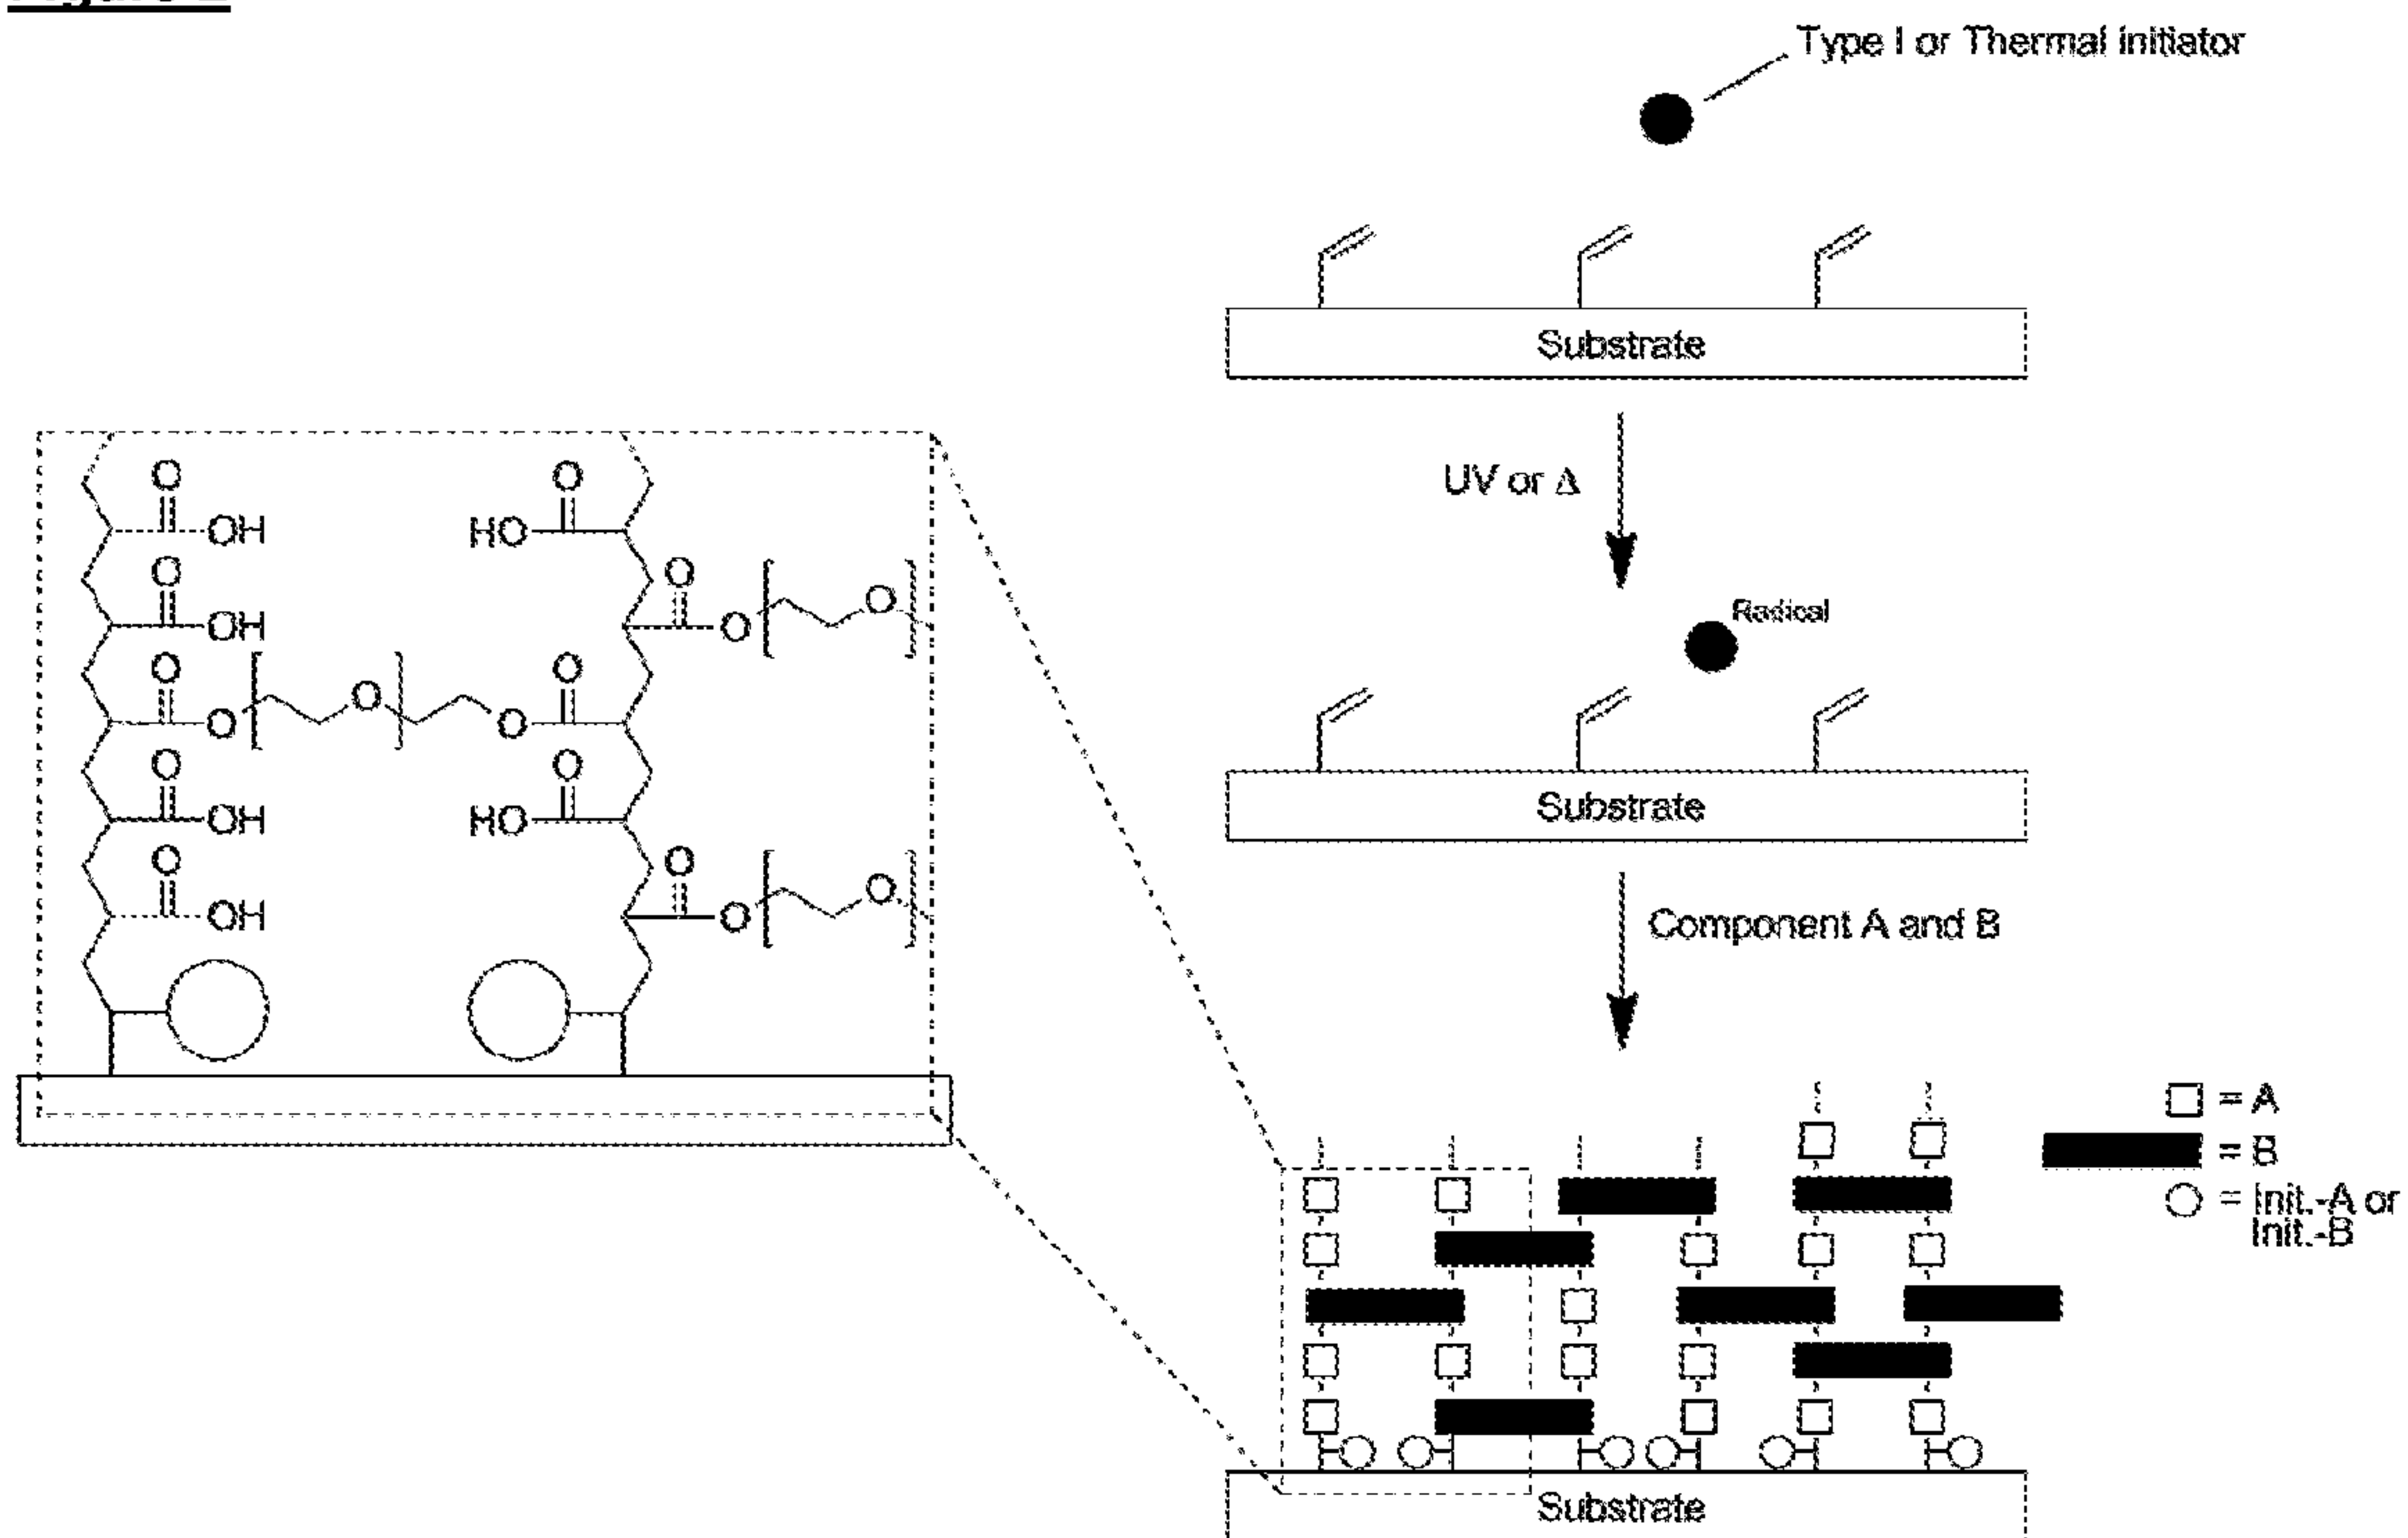 Type I or Thermal initiator
Substrate
UV or Δ
Radical
Substrate
Component A and B
O
O
OH
HO
O
O
OH
O
O
O
O
O
O
O
O
O
O
OH
HO
O
O
OH
O
O
= A
= B
= Init.-A or
Init.-B
Substrate